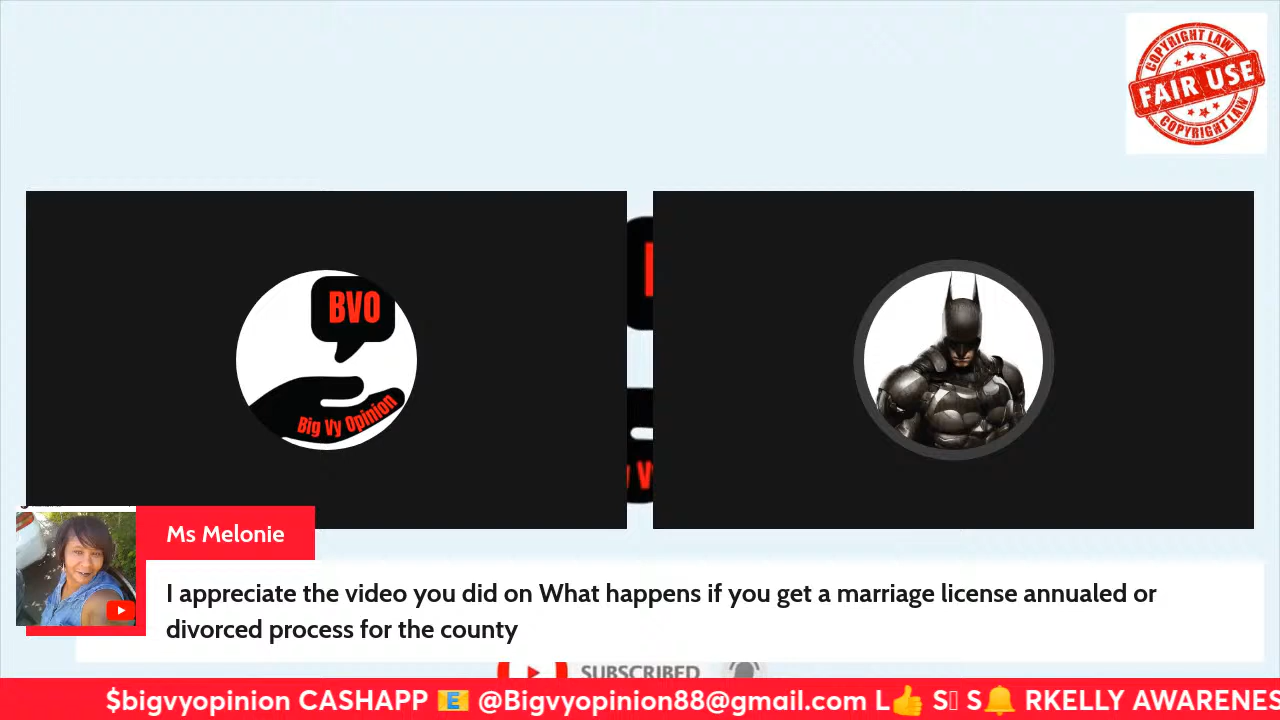 COPYRIGHT LAW
FAIR USE
COPYRIGHT LAW
BVO
Big Vy Opinion
Ms Melonie
I appreciate the video you did on What happens if you get a marriage license annualed or
divorced process for the county
SUBSCRIBED
$bigvyopinion CASHAPP 📧 @Bigvyopinion88@gmail.com L👍 S S🔔 RKELLY AWARENES